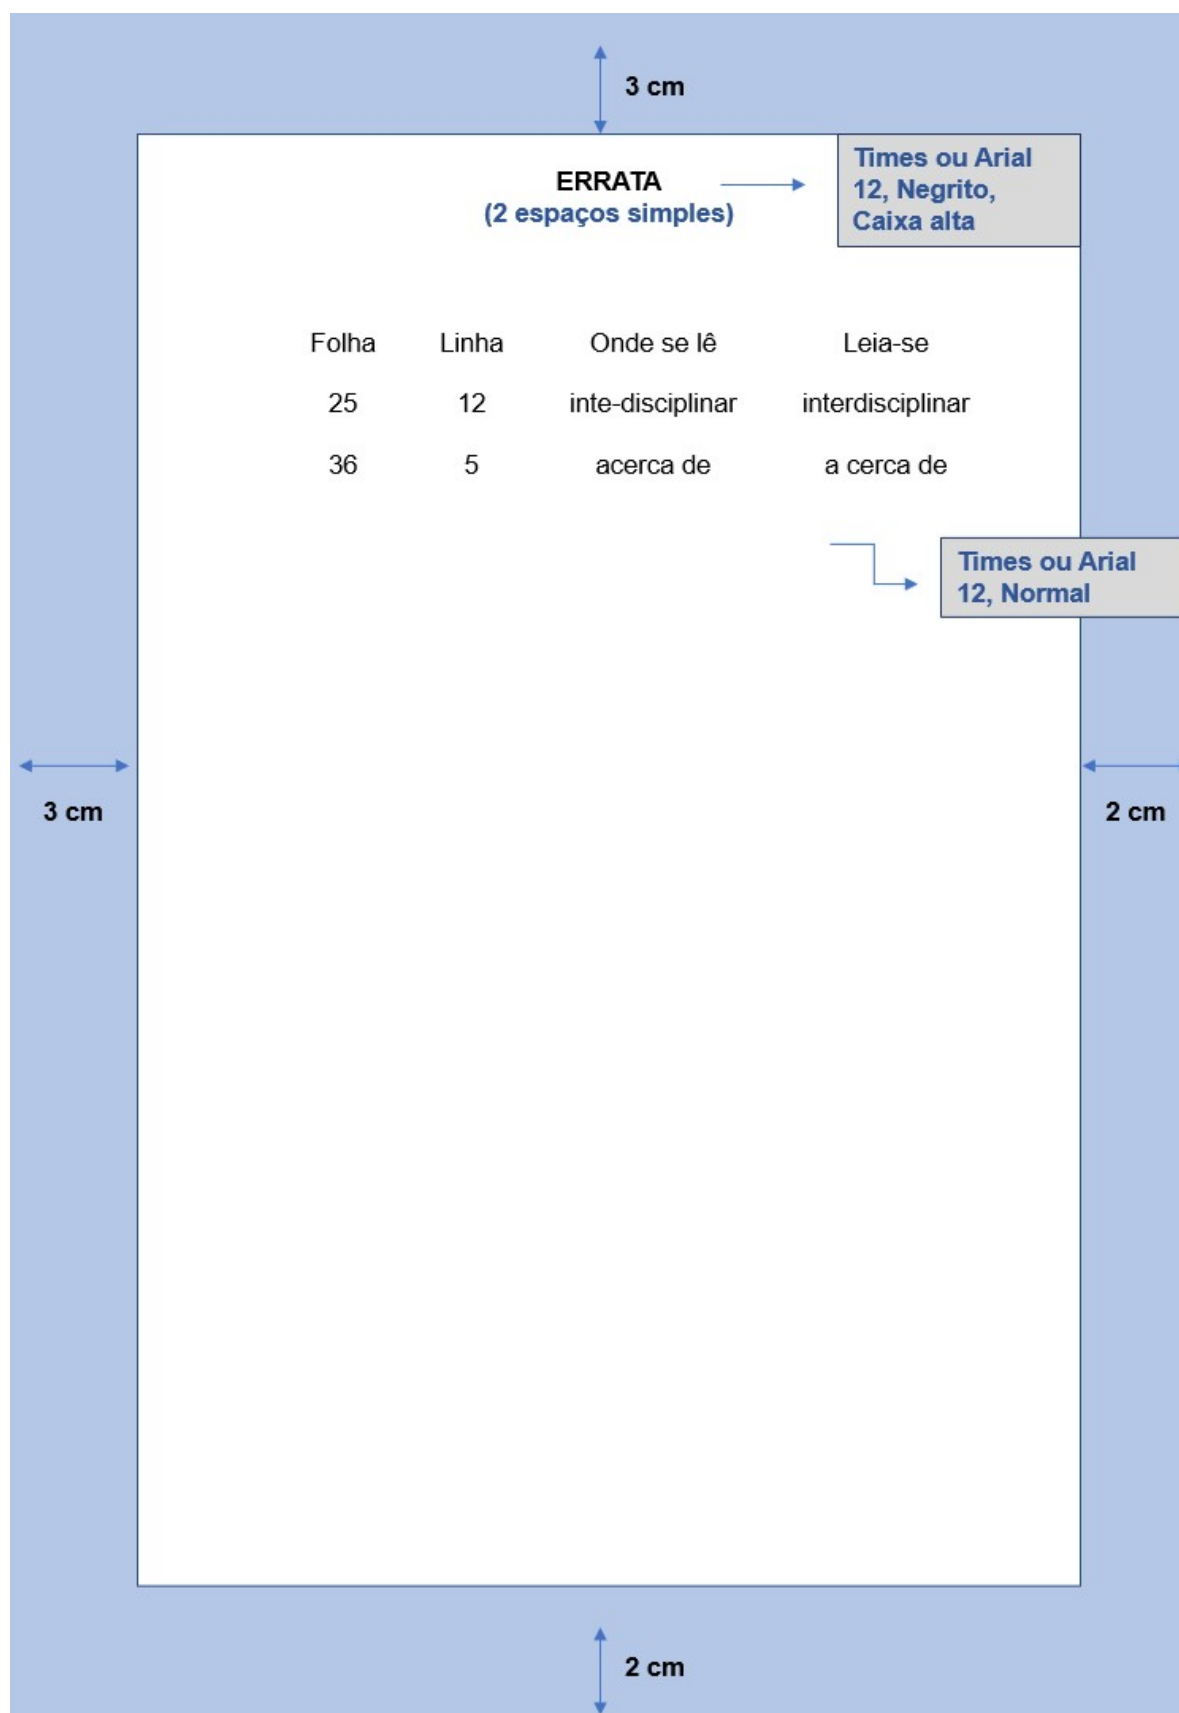 3 cm
ERRATA
(2 espaços simples)
Times ou Arial
12, Negrito,
Caixa alta
Folha Linha Onde se lê Leia-se
25 12 inte-disciplinar interdisciplinar
36 5 acerca de a cerca de
Times ou Arial
12, Normal
3 cm
2 cm
2 cm